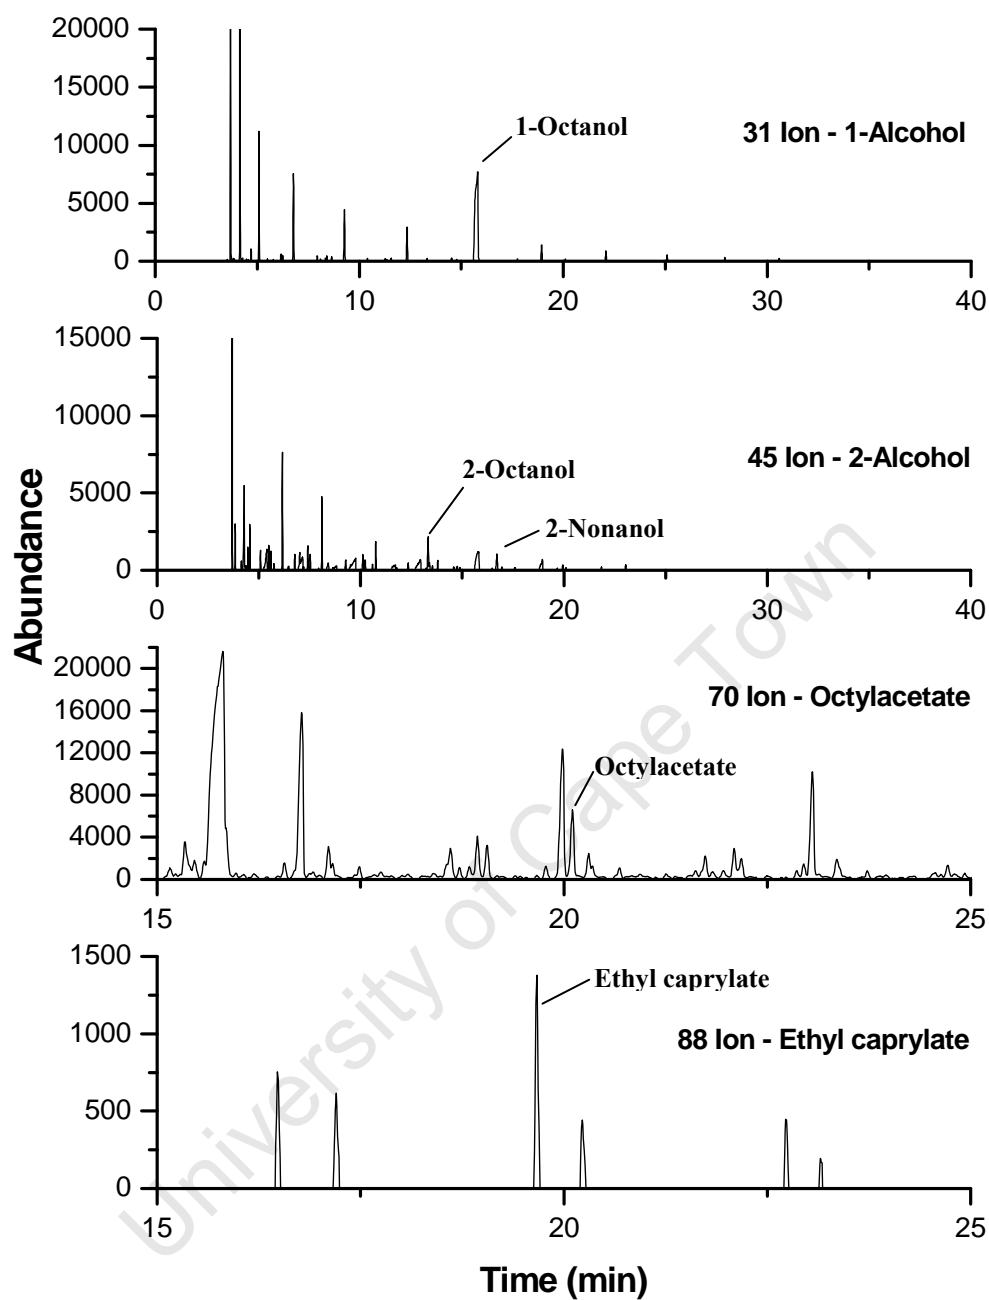 20000
15000
10000
5000
0
1-Octanol
31 Ion - 1-Alcohol
0 10 20 30 40
15000
10000
5000
0
2-Octanol
2-Nonanol
45 Ion - 2-Alcohol
0 10 20 30 40
Abundance
20000
16000
12000
8000
4000
0
70 Ion - Octylacetate
Octylacetate
15 20 25
1500
1000
500
0
Ethyl caprylate
88 Ion - Ethyl caprylate
15 20 25
Time (min)
University of Cape Town